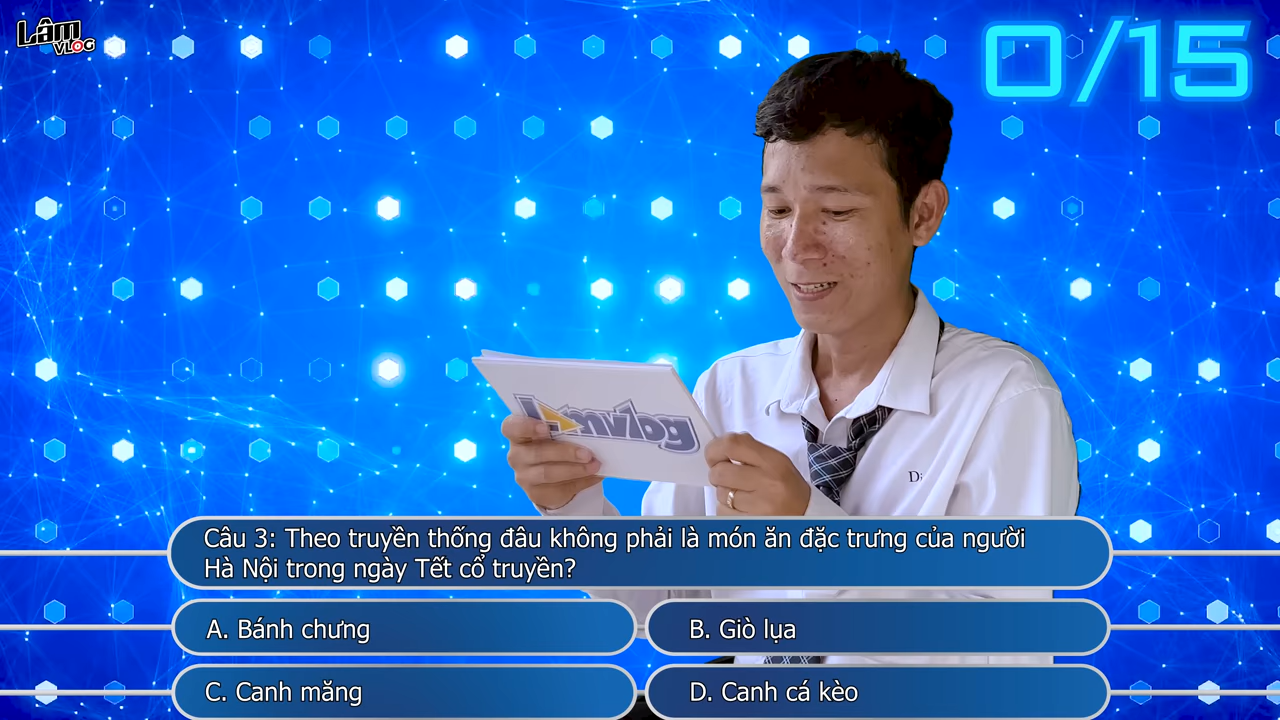 Lâm
VLOG
0/15
Lamvlog
Câu 3: Theo truyền thống đâu không phải là món ăn đặc trưng của người
Hà Nội trong ngày Tết cổ truyền?
A. Bánh chưng
B. Giò lụa
C. Canh măng
D. Canh cá kèo